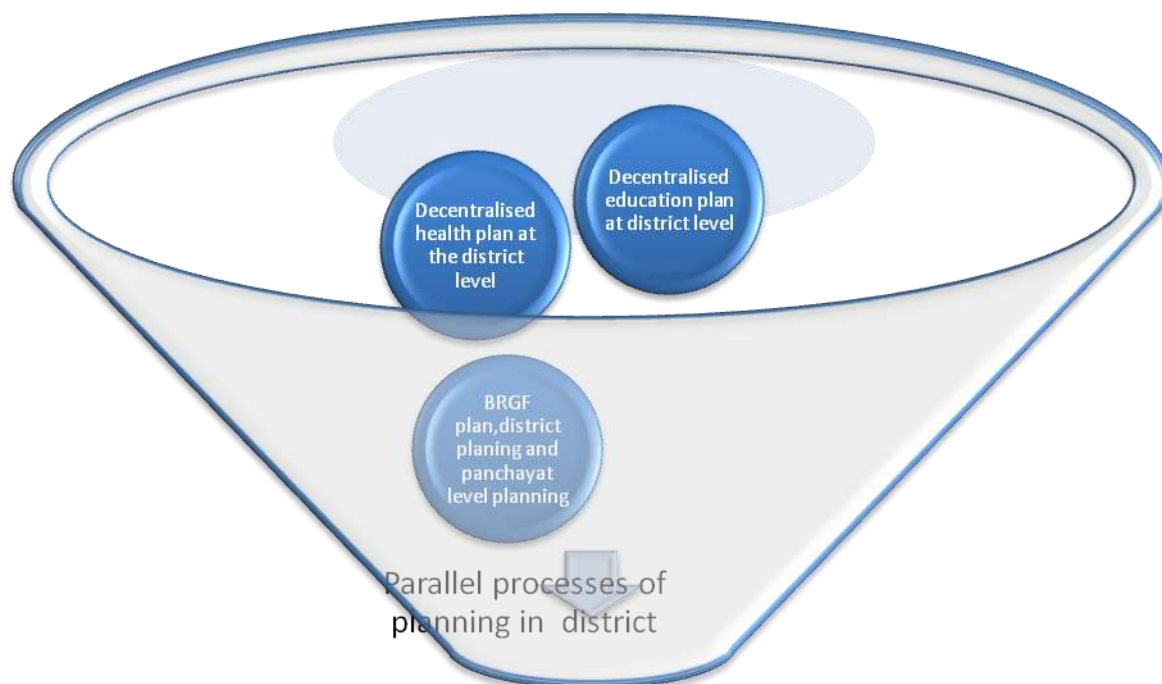 Decentralised
education plan
at district level
Decentralised
health plan at
the district
level
BRGF
plan,district
planing and
panchayat
level planning
Parallel processes of
planning in district